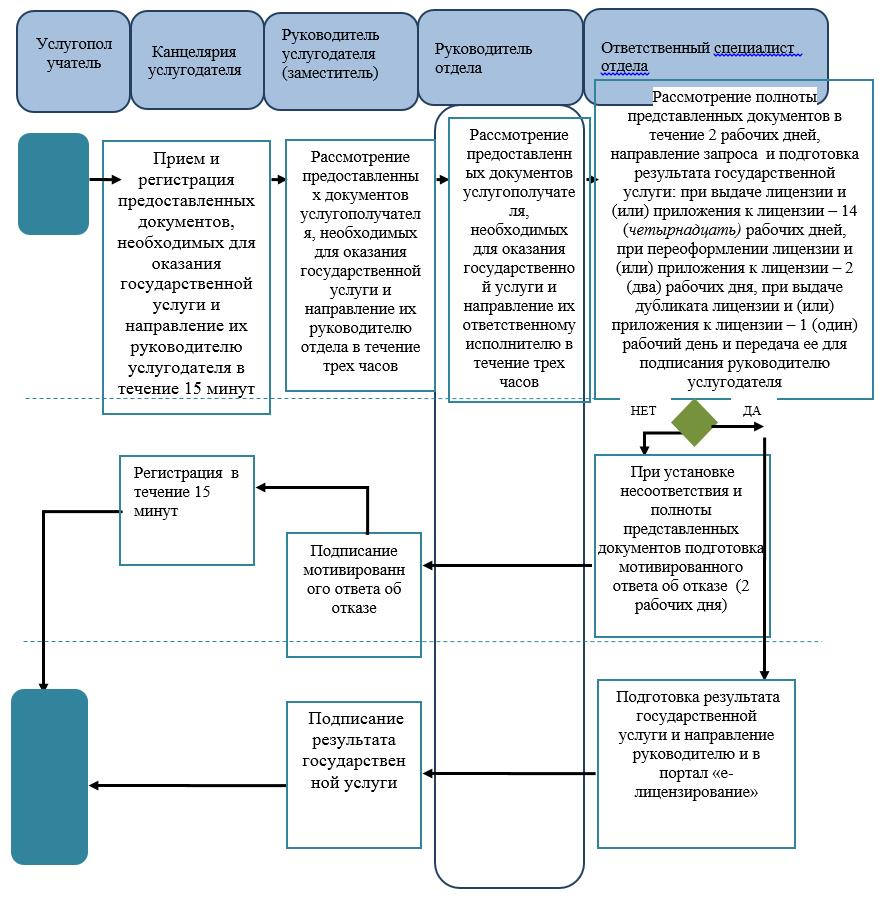 Услугопол
учатель
Канцелярия
услугодателя
Руководитель
услугодателя
(заместитель)
Руководитель
отдела
Ответственный специалист
отдела
Прием и
регистрация
предоставленных
документов,
необходимых для
оказания
государственной
услуги и
направление их
руководителю
услугодателя в
течение 15 минут
Рассмотрение
предоставленны
х документов
услугополучател
я, необходимых
для оказания
государственной
услуги и
направление их
руководителю
отдела в течение
трех часов
Рассмотрение
предоставленн
ых документов
услугополучате
ля,
необходимых
для оказания
государственно
й услуги и
направление их
ответственному
исполнителю в
течение трех
часов
Рассмотрение полноты
представленных документов в
течение 2 рабочих дней,
направление запроса и подготовка
результата государственной
услуги: при выдаче лицензии и
(или) приложения к лицензии – 14
(четырнадцать) рабочих дней,
при переоформлении лицензии и
(или) приложения к лицензии – 2
(два) рабочих дня, при выдаче
дубликата лицензии и (или)
приложения к лицензии – 1 (один)
рабочий день и передача ее для
подписания руководителю
услугодателя
НЕТ
ДА
Регистрация в
течение 15
минут
Подписание
мотивированн
ого ответа об
отказе
При установке
несоответствия и
полноты
представленных
документов подготовка
мотивированного
ответа об отказе (2
рабочих дня)
Подписание
результата
государствен
ной услуги
Подготовка результата
государственной
услуги и направление
руководителю и в
портал «е-
лицензирование»